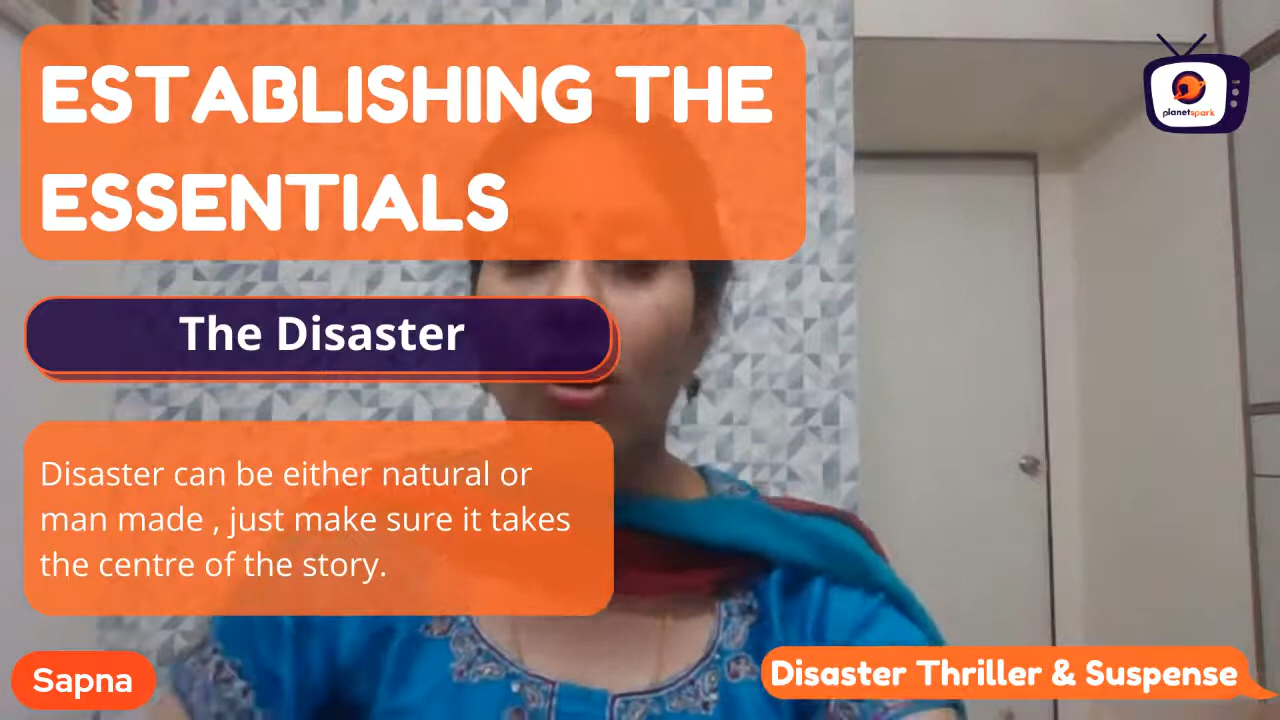 ESTABLISHING THE
ESSENTIALS
planetspark
The Disaster
Disaster can be either natural or
man made , just make sure it takes
the centre of the story.
Sapna
Disaster Thriller & Suspense